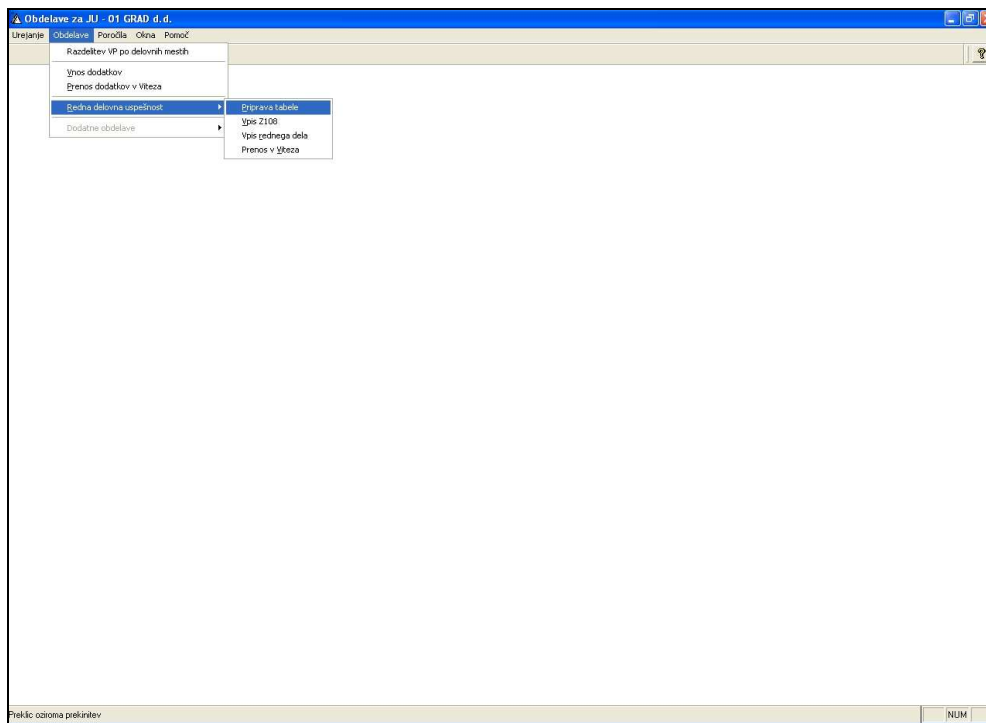 Obdelave za JU - 01 GRAD d.d.
Urejanje Obdelave Poročila Okna Pomoč
Razdelitev VP po delovnih mestih
Vnos dodatkov
Prenos dodatkov v Viteza
Redna delovna uspešnost
Priprava tabele
Vpis Z108
Vpis rednega dela
Prenos v Viteza
Dodatne obdelave
Preklic oziroma prekinitev
NUM